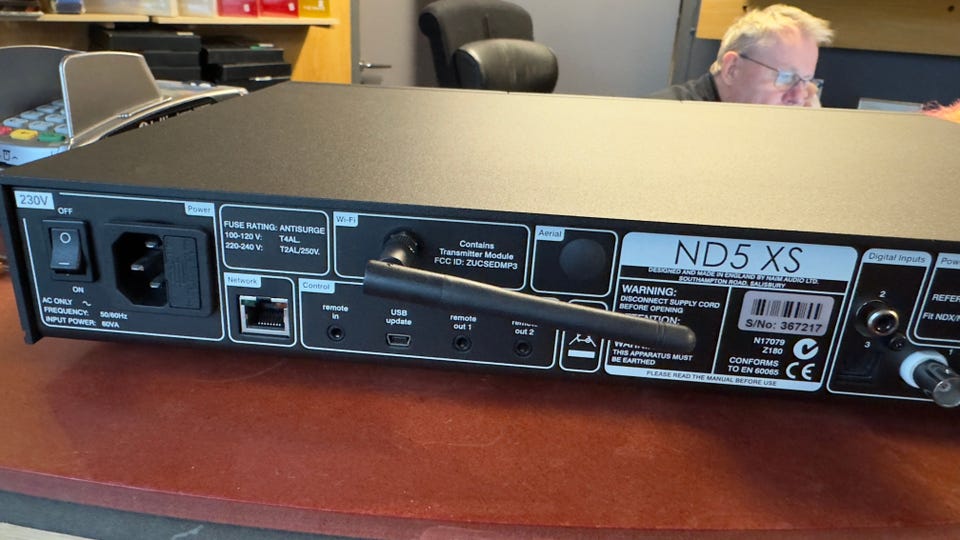 230V
OFF
ON
AC ONLY ~
FREQUENCY: 50/60Hz
INPUT POWER: 60VA
Power
FUSE RATING: ANTISURGE
100-120 V: T4AL.
220-240 V: T2AL/250V.
Wi-Fi
Contains
Transmitter Module
FCC ID: ZUCSEDMP3
Aerial
Network
Control
remote
in
USB
update
remote
out 1
remote
out 2
ND5 XS
DESIGNED AND MADE IN ENGLAND BY NAIM AUDIO LTD.
SOUTHAMPTON ROAD, SALISBURY
WARNING:
DISCONNECT SUPPLY CORD
BEFORE OPENING
ATTENTION:
WARNING
THIS APPARATUS MUST
BE EARTHED
S/No: 367217
N17079
Z180
CONFORMS
TO EN 60065
CE
PLEASE READ THE MANUAL BEFORE USE
Digital Inputs
2
3
1